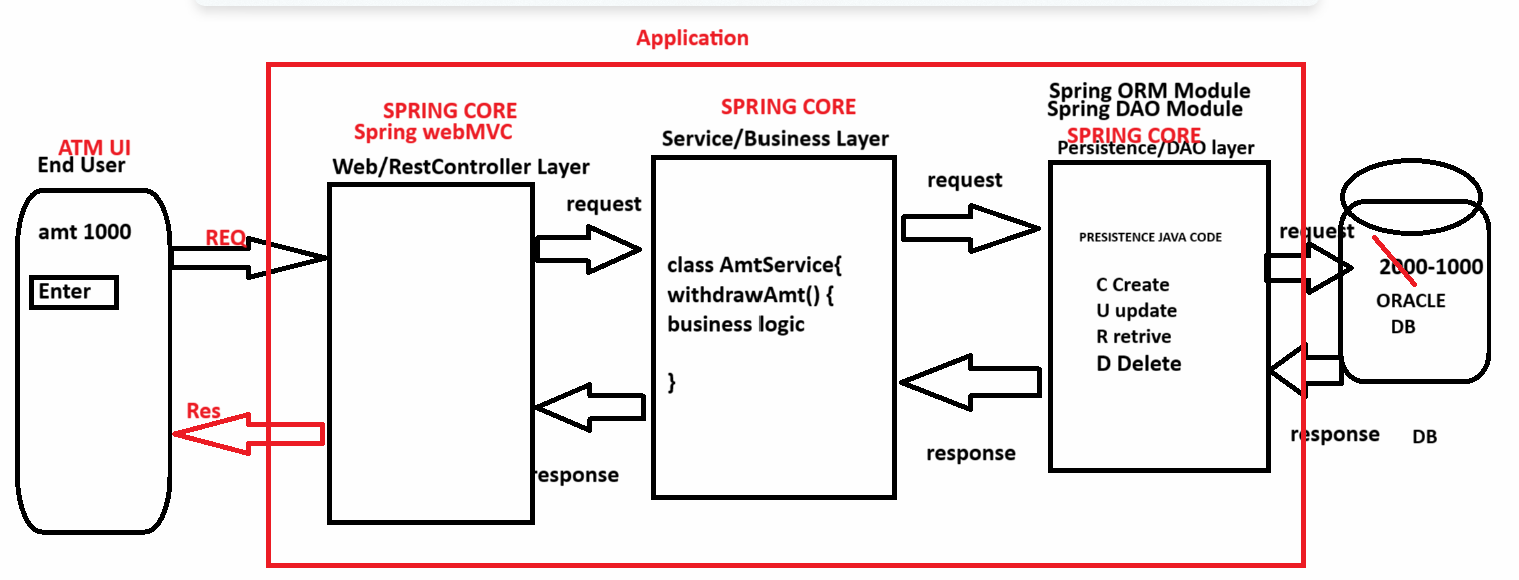 Application
ATM UI
End User
amt 1000
Enter
REQ
Res
SPRING CORE
Spring webMVC
Web/RestController Layer
request
response
SPRING CORE
Service/Business Layer
class AmtService{
withdrawAmt() {
business logic
}
request
response
Spring ORM Module
Spring DAO Module
SPRING CORE
Persistence/DAO layer
PRESISTENCE JAVA CODE
C Create
U update
R retrive
D Delete
request
response
2000-1000
ORACLE
DB
DB